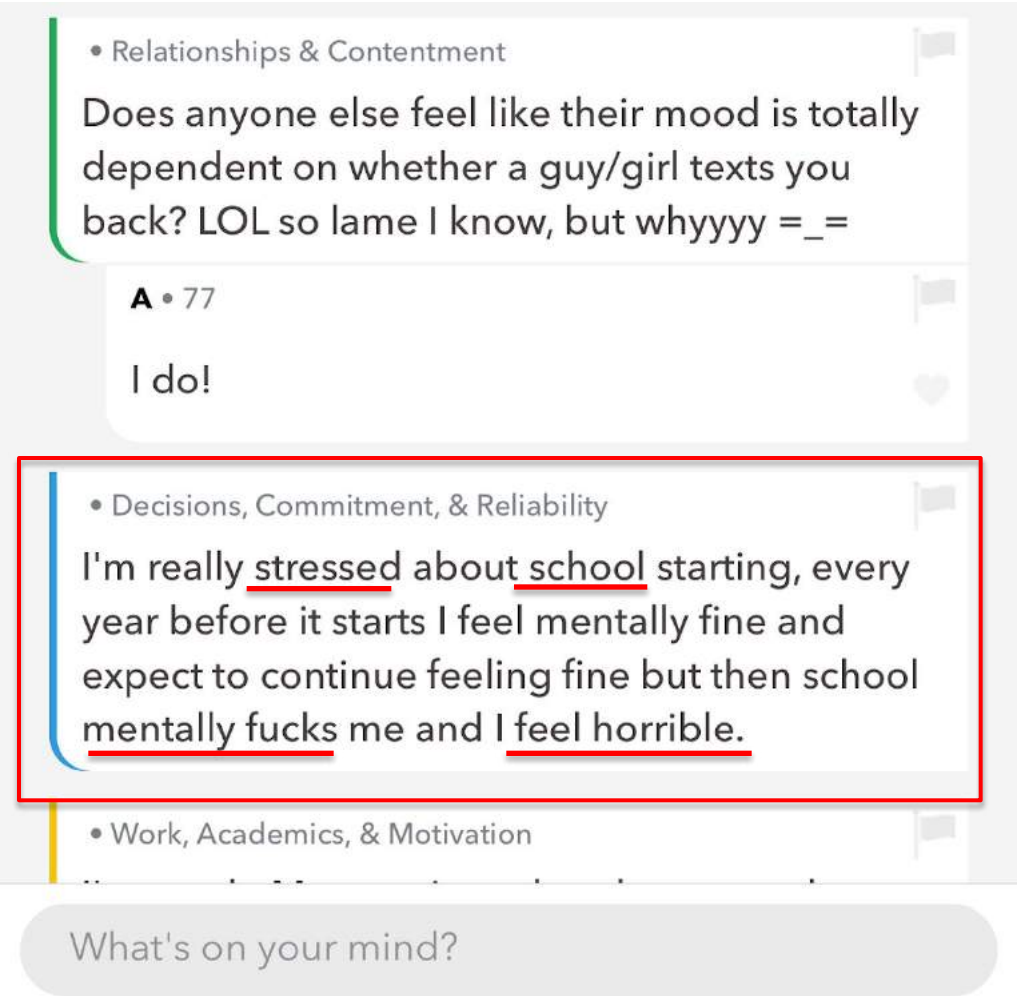 • Relationships & Contentment
Does anyone else feel like their mood is totally
dependent on whether a guy/girl texts you
back? LOL so lame I know, but whyyyy =_=
A • 77
I do!
• Decisions, Commitment, & Reliability
I'm really stressed about school starting, every
year before it starts I feel mentally fine and
expect to continue feeling fine but then school
mentally fucks me and I feel horrible.
• Work, Academics, & Motivation
What's on your mind?